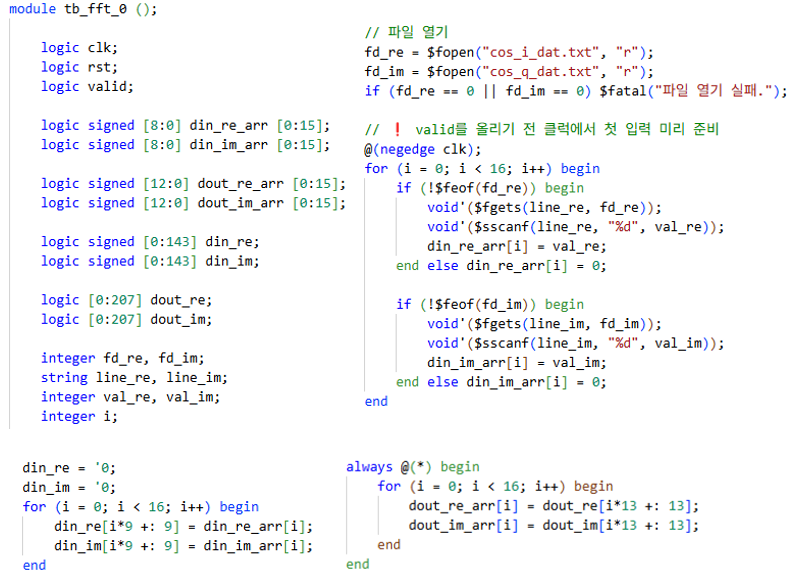 module tb_fft_0 ();
logic clk;
logic rst;
logic valid;
logic signed [8:0] din_re_arr [0:15];
logic signed [8:0] din_im_arr [0:15];
logic signed [12:0] dout_re_arr [0:15];
logic signed [12:0] dout_im_arr [0:15];
logic signed [0:143] din_re;
logic signed [0:143] din_im;
logic [0:207] dout_re;
logic [0:207] dout_im;
integer fd_re, fd_im;
string line_re, line_im;
integer val_re, val_im;
integer i;
// 파일 열기
fd_re = $fopen("cos_i_dat.txt", "r");
fd_im = $fopen("cos_q_dat.txt", "r");
if (fd_re == 0 || fd_im == 0) $fatal("파일 열기 실패.");
// ❗ valid를 올리기 전 클럭에서 첫 입력 미리 준비
@(negedge clk);
for (i = 0; i < 16; i++) begin
if (!$feof(fd_re)) begin
void'($fgets(line_re, fd_re));
void'($sscanf(line_re, "%d", val_re));
din_re_arr[i] = val_re;
end else din_re_arr[i] = 0;
if (!$feof(fd_im)) begin
void'($fgets(line_im, fd_im));
void'($sscanf(line_im, "%d", val_im));
din_im_arr[i] = val_im;
end else din_im_arr[i] = 0;
end
din_re = '0;
din_im = '0;
for (i = 0; i < 16; i++) begin
din_re[i*9 +: 9] = din_re_arr[i];
din_im[i*9 +: 9] = din_im_arr[i];
end
always @(*) begin
for (i = 0; i < 16; i++) begin
dout_re_arr[i] = dout_re[i*13 +: 13];
dout_im_arr[i] = dout_im[i*13 +: 13];
end
end